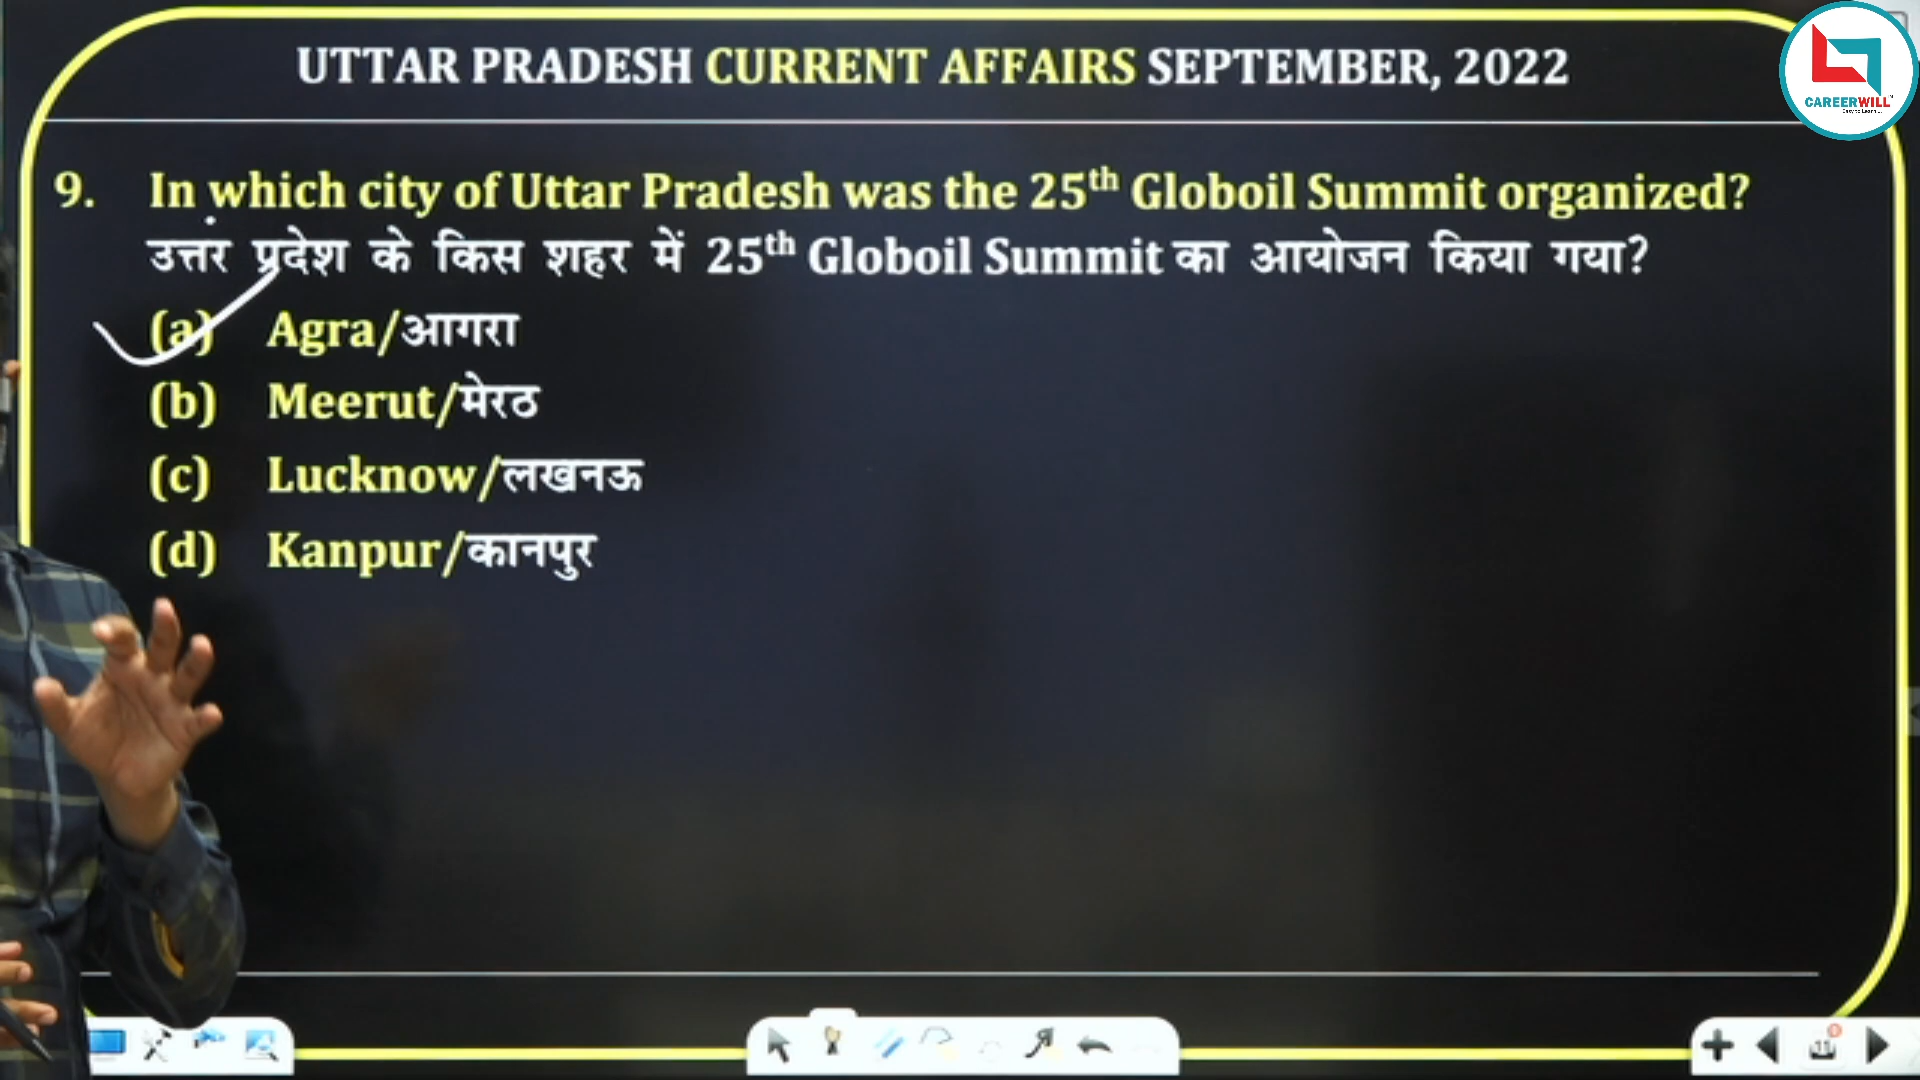 UTTAR PRADESH CURRENT AFFAIRS SEPTEMBER, 2022
CAREERWILL
9. In which city of Uttar Pradesh was the 25th Globoil Summit organized?
उत्तर प्रदेश के किस शहर में 25th Globoil Summit का आयोजन किया गया?
(a) Agra/आगरा
(b) Meerut/मेरठ
(c) Lucknow/लखनऊ
(d) Kanpur/कानपुर
11